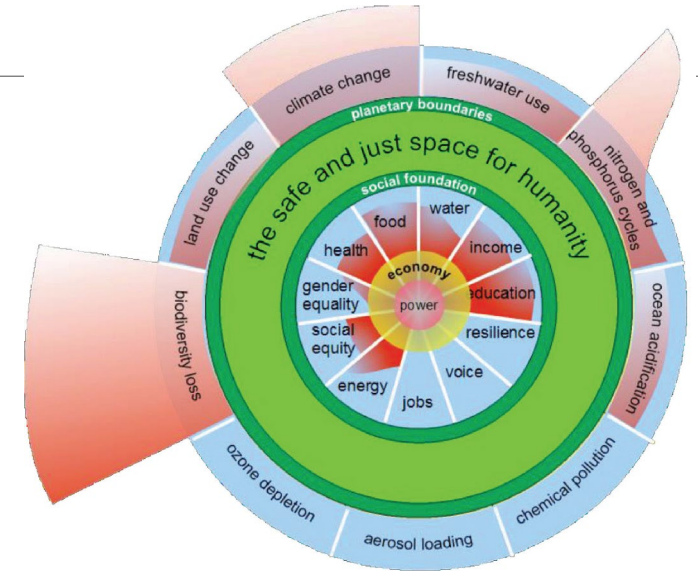 climate change
freshwater use
nitrogen and
phosphorus cycles
ocean acidification
chemical pollution
aerosol loading
ozone depletion
biodiversity loss
land use change
planetary boundaries
the safe and just space for humanity
social foundation
water
income
education
resilience
voice
jobs
energy
social
equity
gender
equality
health
food
economy
power